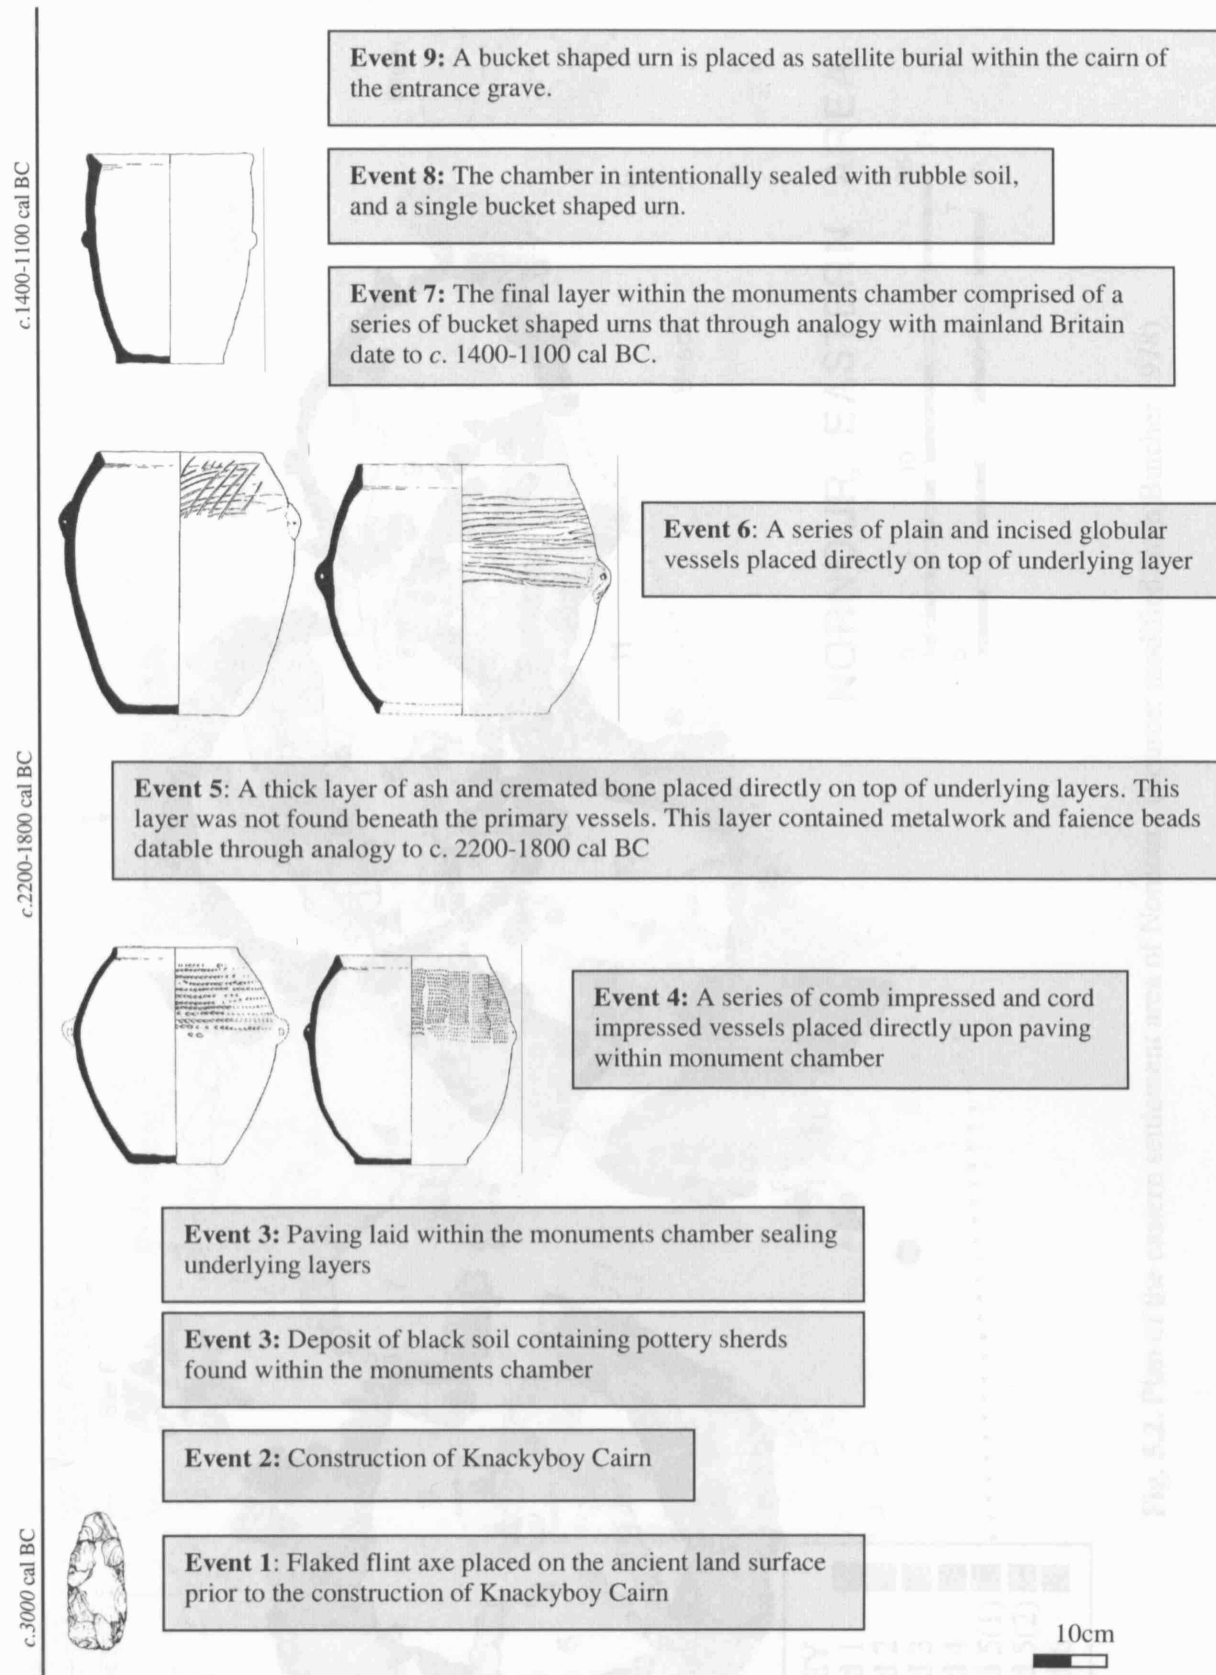 Event 9: A bucket shaped urn is placed as satellite burial within the cairn of
the entrance grave.
c.1400-1100 cal BC
Event 8: The chamber in intentionally sealed with rubble soil,
and a single bucket shaped urn.
Event 7: The final layer within the monuments chamber comprised of a
series of bucket shaped urns that through analogy with mainland Britain
date to c. 1400-1100 cal BC.
Event 6: A series of plain and incised globular
vessels placed directly on top of underlying layer
c.2200-1800 cal BC
Event 5: A thick layer of ash and cremated bone placed directly on top of underlying layers. This
layer was not found beneath the primary vessels. This layer contained metalwork and faience beads
datable through analogy to c. 2200-1800 cal BC
Event 4: A series of comb impressed and cord
impressed vessels placed directly upon paving
within monument chamber
Event 3: Paving laid within the monuments chamber sealing
underlying layers
Event 3: Deposit of black soil containing pottery sherds
found within the monuments chamber
Event 2: Construction of Knackyboy Cairn
c.3000 cal BC
Event 1: Flaked flint axe placed on the ancient land surface
prior to the construction of Knackyboy Cairn
10cm